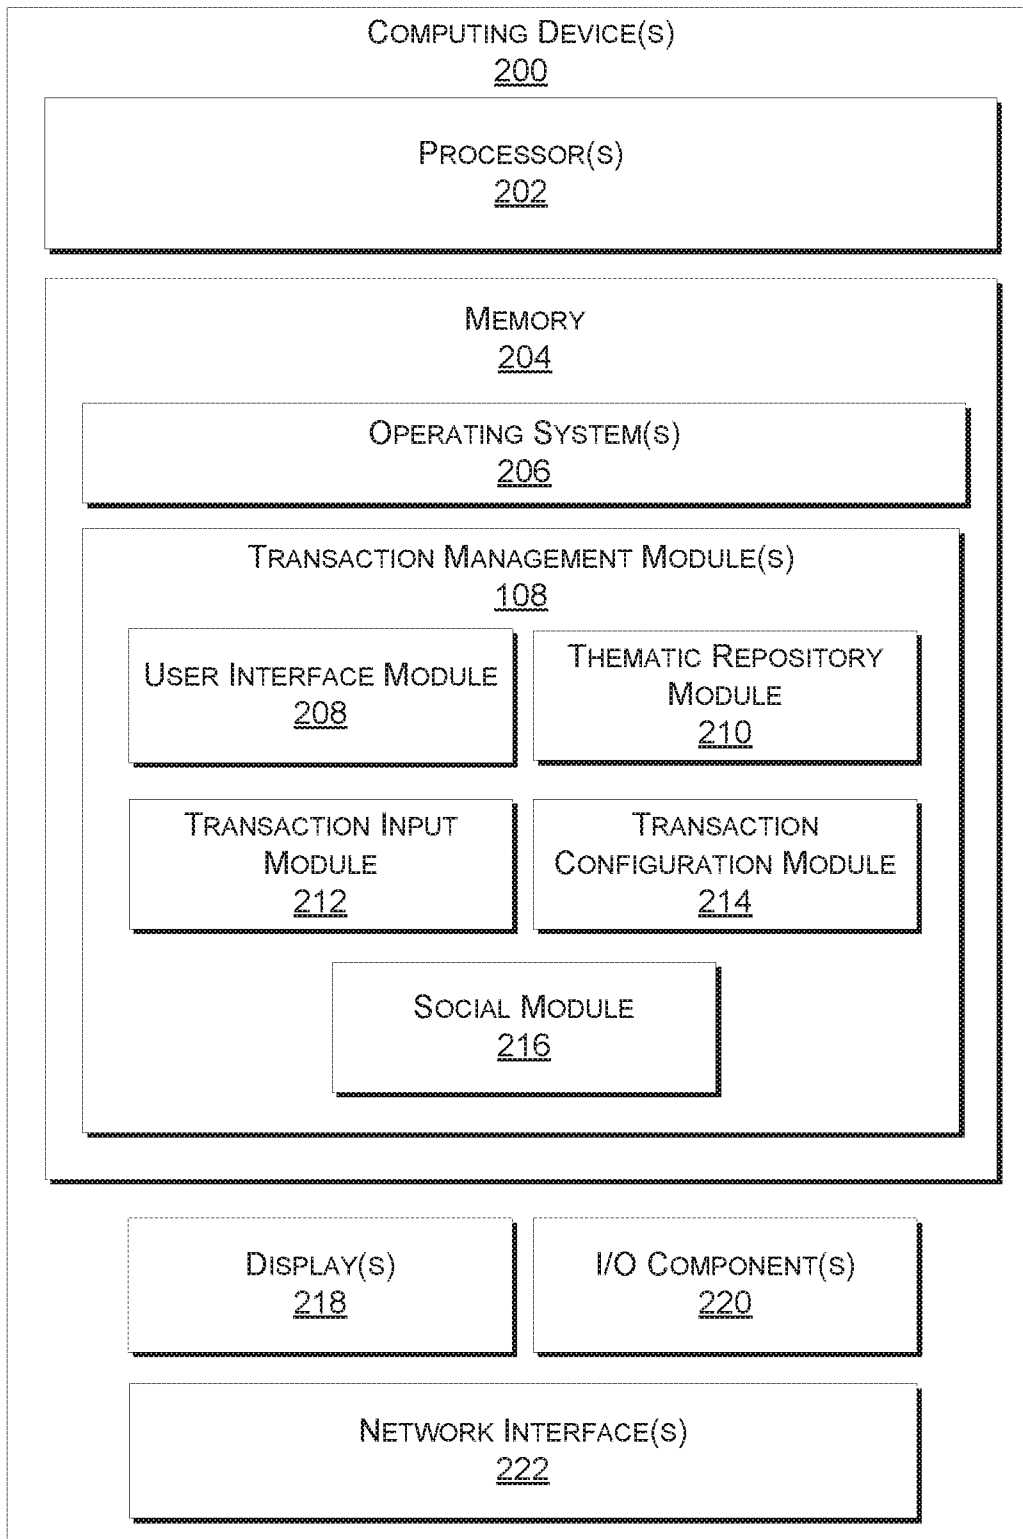 COMPUTING DEVICE(S)
200
PROCESSOR(S)
202
MEMORY
204
OPERATING SYSTEM(S)
206
TRANSACTION MANAGEMENT MODULE(S)
108
USER INTERFACE MODULE
208
THEMATIC REPOSITORY
MODULE
210
TRANSACTION INPUT
MODULE
212
TRANSACTION
CONFIGURATION MODULE
214
SOCIAL MODULE
216
DISPLAY(S)
218
I/O COMPONENT(S)
220
NETWORK INTERFACE(S)
222